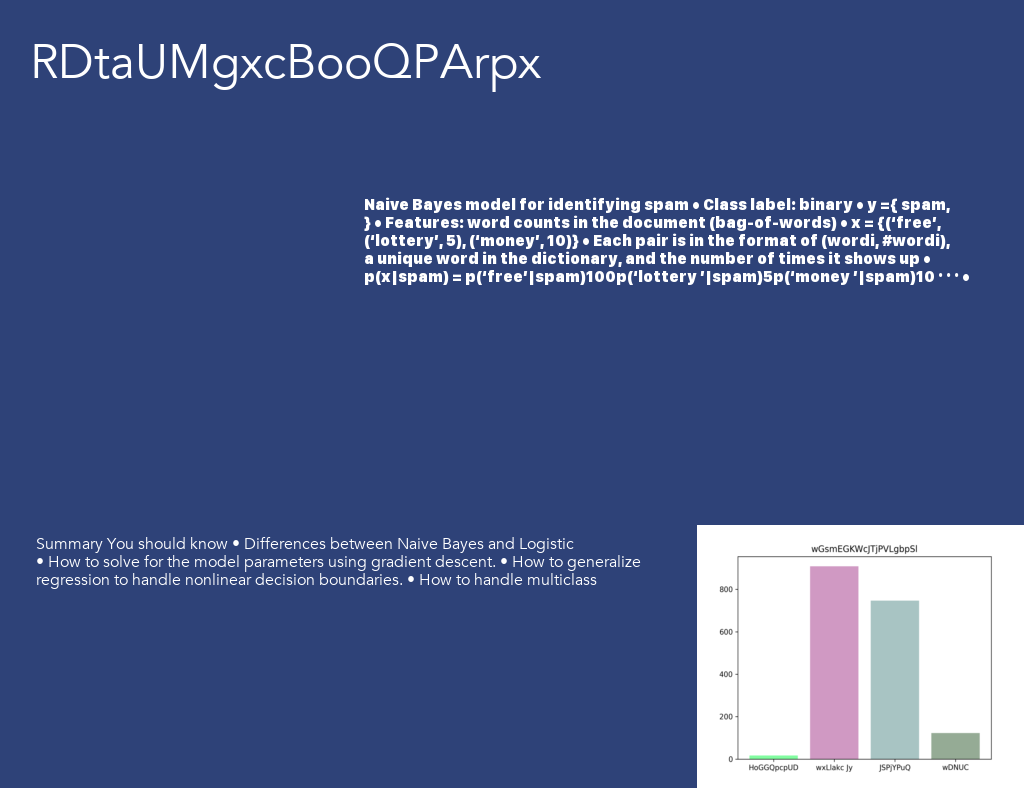 RDtaUMgxcBooQPArpx
Naive Bayes model for identifying spam • Class label: binary • y ={ spam,
} • Features: word counts in the document (bag-of-words) • x = {(‘free’,
(‘lottery’, 5), (‘money’, 10)} • Each pair is in the format of (wordi, #wordi),
a unique word in the dictionary, and the number of times it shows up •
p(x|spam) = p(‘free’|spam)100p(‘lottery ’|spam)5p(‘money ’|spam)10 · · · •
Summary You should know • Differences between Naive Bayes and Logistic
• How to solve for the model parameters using gradient descent. • How to generalize
regression to handle nonlinear decision boundaries. • How to handle multiclass
wGsmEGKWcJTjPVLgbpSl
800
600
400
200
0
HoGGQpcpUD wxLlakc Jy JSPjYPuQ wDNUC